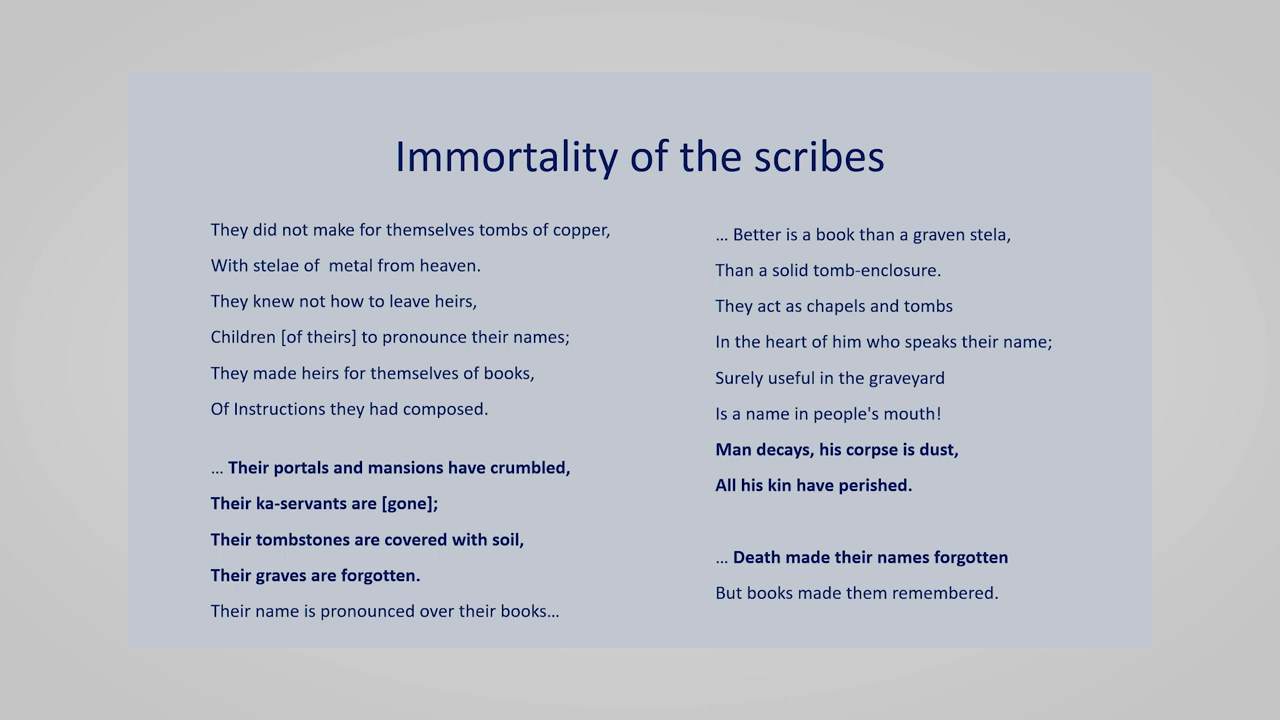 Immortality of the scribes
They did not make for themselves tombs of copper,
With stelae of  metal from heaven.
They knew not how to leave heirs,
Children [of theirs] to pronounce their names;
They made heirs for themselves of books,
Of Instructions they had composed.
… Their portals and mansions have crumbled,
Their ka-servants are [gone];
Their tombstones are covered with soil,
Their graves are forgotten.
Their name is pronounced over their books…
… Better is a book than a graven stela,
Than a solid tomb-enclosure.
They act as chapels and tombs
In the heart of him who speaks their name;
Surely useful in the graveyard
Is a name in people's mouth!
Man decays, his corpse is dust,
All his kin have perished.
… Death made their names forgotten
But books made them remembered.